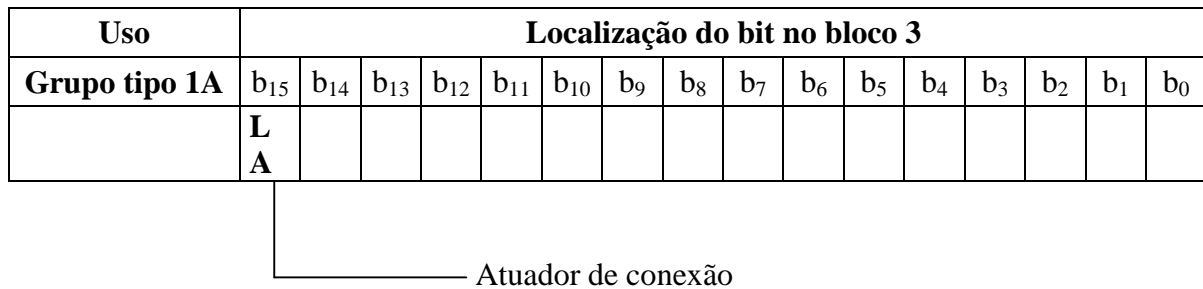 Uso Localização do bit no bloco 3
Grupo tipo 1A b15 b14 b13 b12 b11 b10 b9 b8 b7 b6 b5 b4 b3 b2 b1 b0
L
A
Atuador de conexão